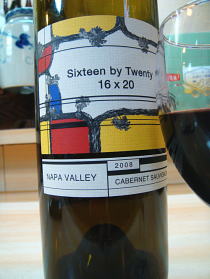 Sixteen by Twenty
16 x 20
2008
NAPA VALLEY
CABERNET SAUVIGNON